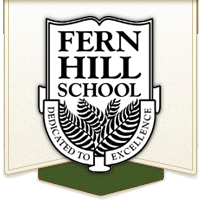 FERN
HILL
SCHOOL
DEDICATED TO EXCELLENCE